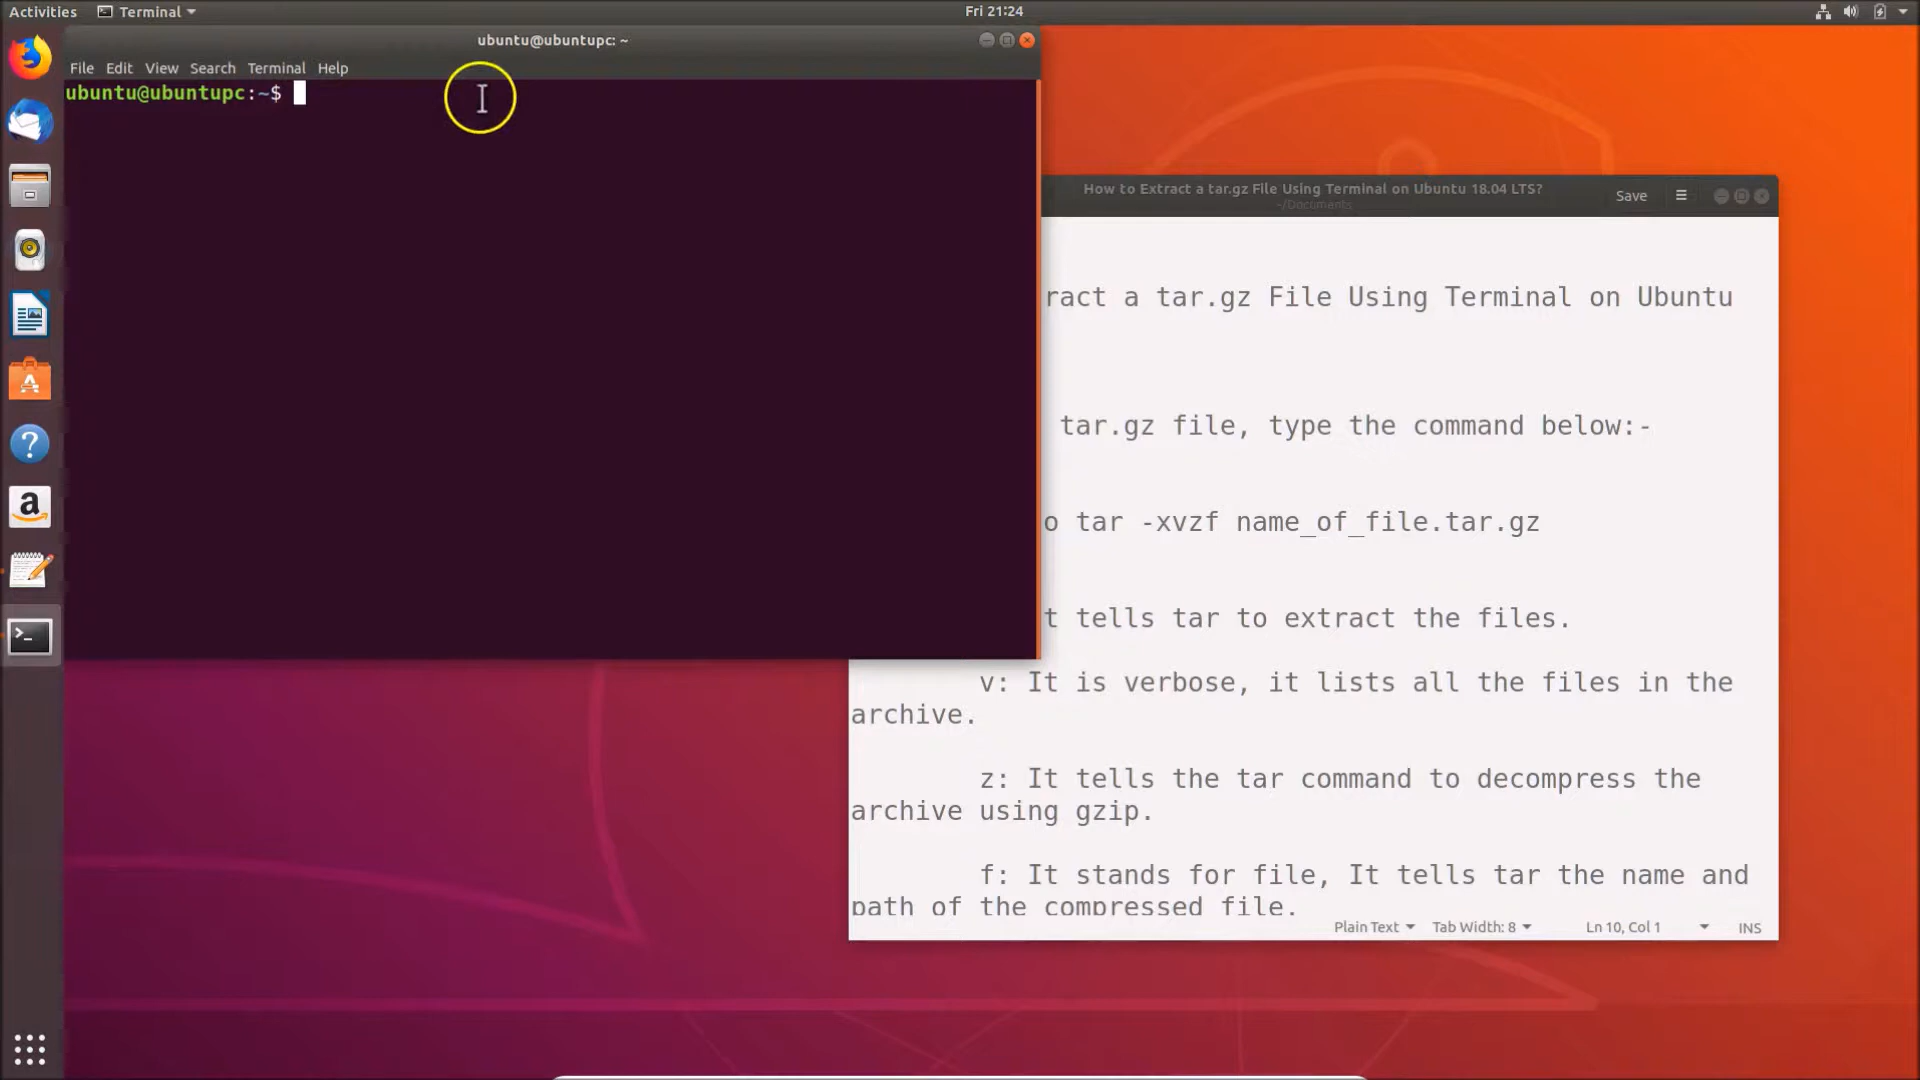 Activities Terminal Fri 21:24
ubuntu@ubuntupc: ~
File Edit View Search Terminal Help
ubuntu@ubuntupc:~$
How to Extract a tar.gz File Using Terminal on Ubuntu 18.04 LTS?
~/Documents
Save
ract a tar.gz File Using Terminal on Ubuntu
tar.gz file, type the command below:-
o tar -xvzf name_of_file.tar.gz
t tells tar to extract the files.
v: It is verbose, it lists all the files in the
archive.
z: It tells the tar command to decompress the
archive using gzip.
f: It stands for file, It tells tar the name and
path of the compressed file.
Plain Text Tab Width: 8 Ln 10, Col 1 INS